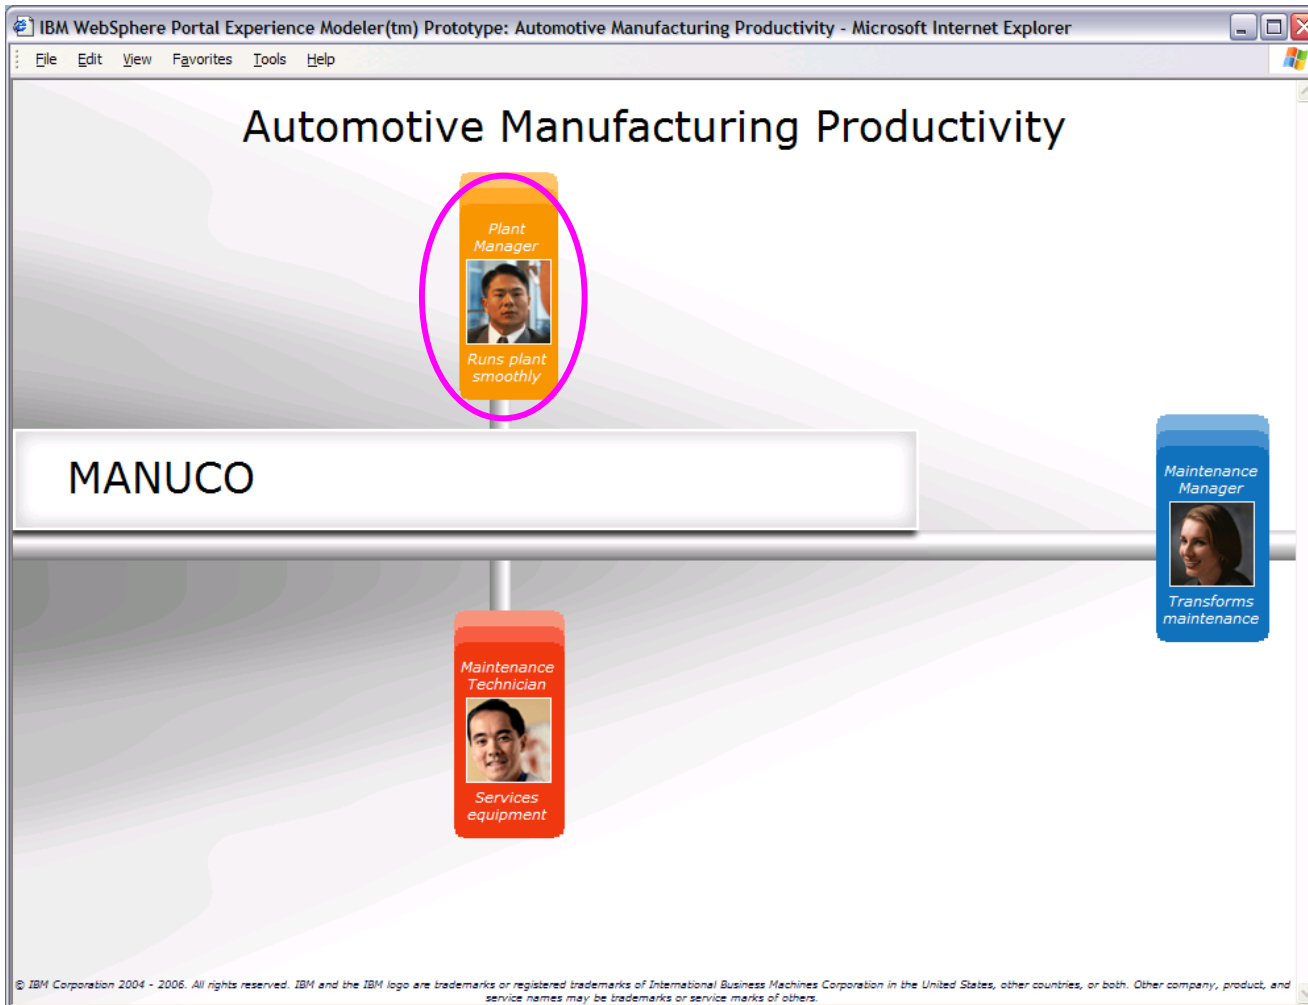 IBM WebSphere Portal Experience Modeler(tm) Prototype: Automotive Manufacturing Productivity - Microsoft Internet Explorer
File Edit View Favorites Tools Help
Automotive Manufacturing Productivity
Plant
Manager
Runs plant
smoothly
MANUCO
Maintenance
Manager
Transforms
maintenance
Maintenance
Technician
Services
equipment
© IBM Corporation 2004 - 2006. All rights reserved. IBM and the IBM logo are trademarks or registered trademarks of International Business Machines Corporation in the United States, other countries, or both. Other company, product, and
service names may be trademarks or service marks of others.